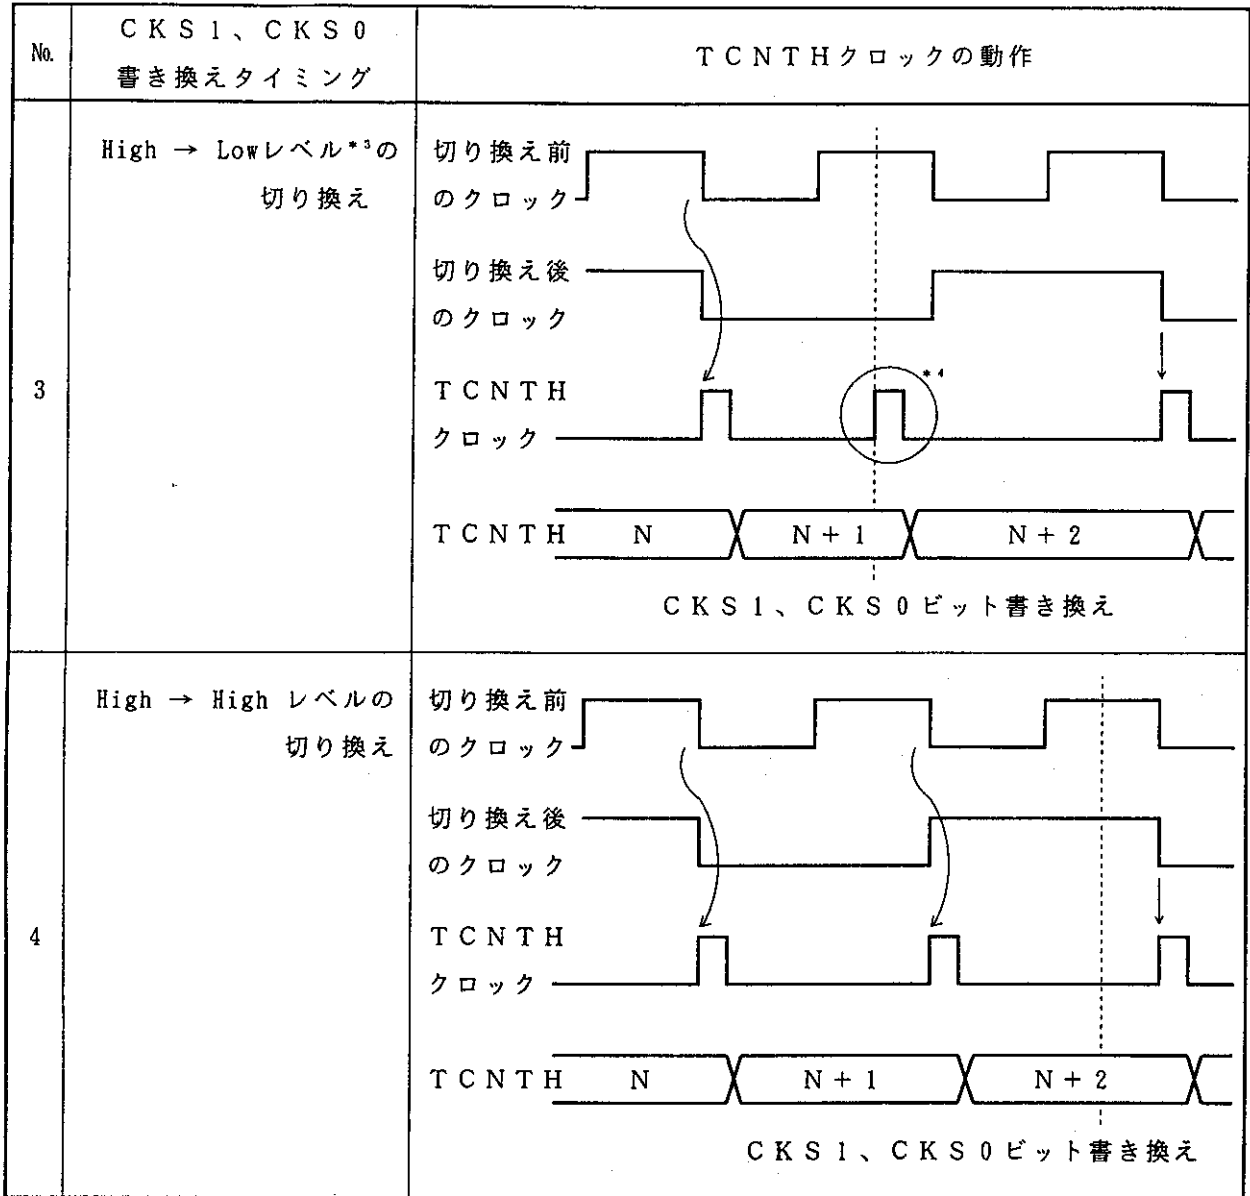 No.
CKS1、CKS0
書き換えタイミング
TCNTHクロックの動作
3
High → Lowレベル*3の
切り換え
切り換え前
のクロック
切り換え後
のクロック
TCNTH
クロック
*4
TCNTH
N
N+1
N+2
CKS1、CKS0ビット書き換え
4
High → High レベルの
切り換え
切り換え前
のクロック
切り換え後
のクロック
TCNTH
クロック
TCNTH
N
N+1
N+2
CKS1、CKS0ビット書き換え